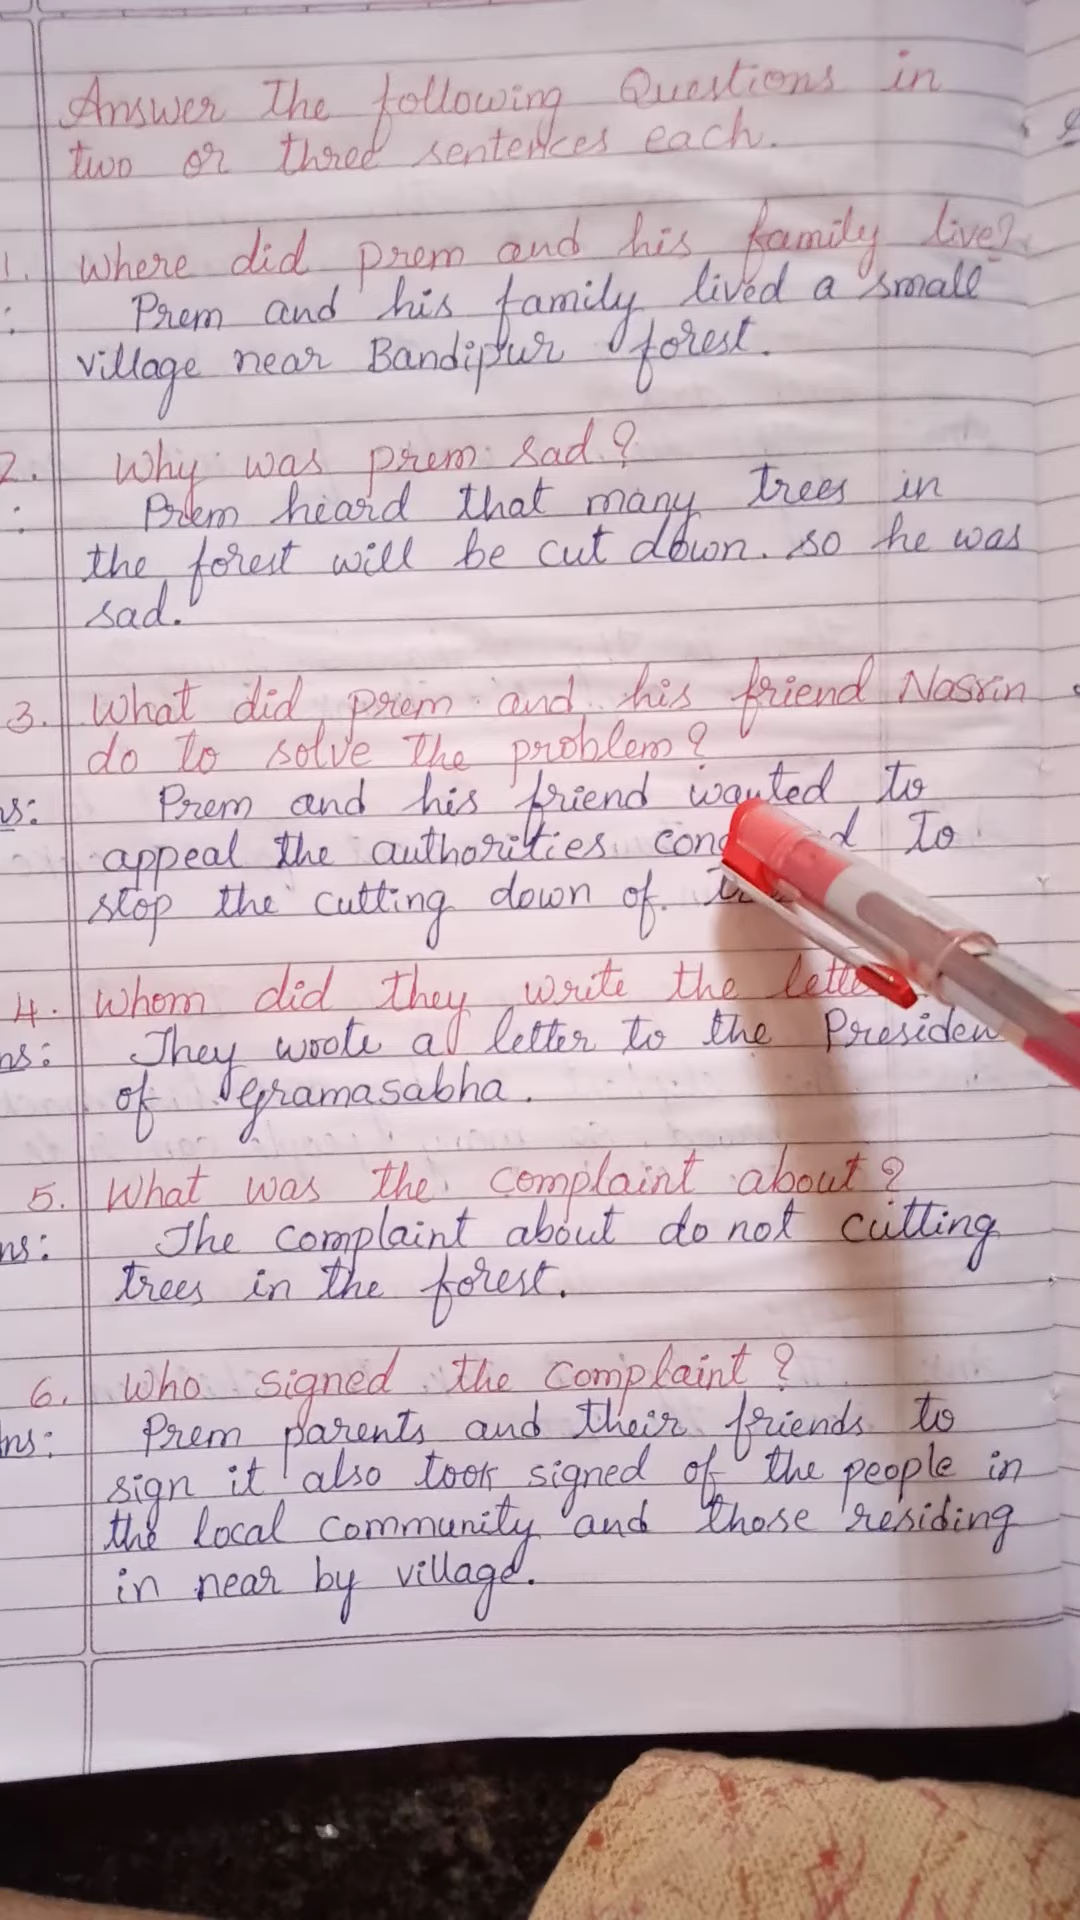 Answer The following Questions in
two or three sentences each.
1. Where did prem and his family live?
: Prem and his family lived a small
village near Bandipur forest.
2. Why was prem sad?
: Prem heard that many trees in
the forest will be cut down. so he was
sad.
3. What did prem and his friend Nasrin
do to solve the problem?
ns: Prem and his friend wanted to
appeal the authorities to
stop the cutting down of
4. Whom did they write the
ns: They wrote a letter to the
of gramasabha.
5. What was the complaint about?
ns: The complaint about do not cutting
trees in the forest.
6. Who signed the complaint?
ns: Prem parents and their friends to
sign it also took signed of the people in
the local community and those residing
in near by village.